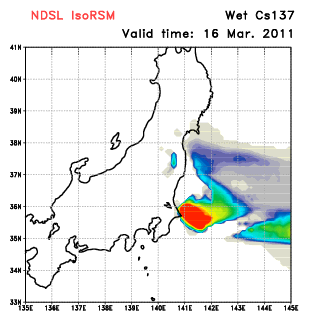 NDSL IsoRSM Wet Cs137
Valid time: 16 Mar. 2011
41N
40N
39N
38N
37N
36N
35N
34N
33N
135E 136E 137E 138E 139E 140E 141E 142E 143E 144E 145E